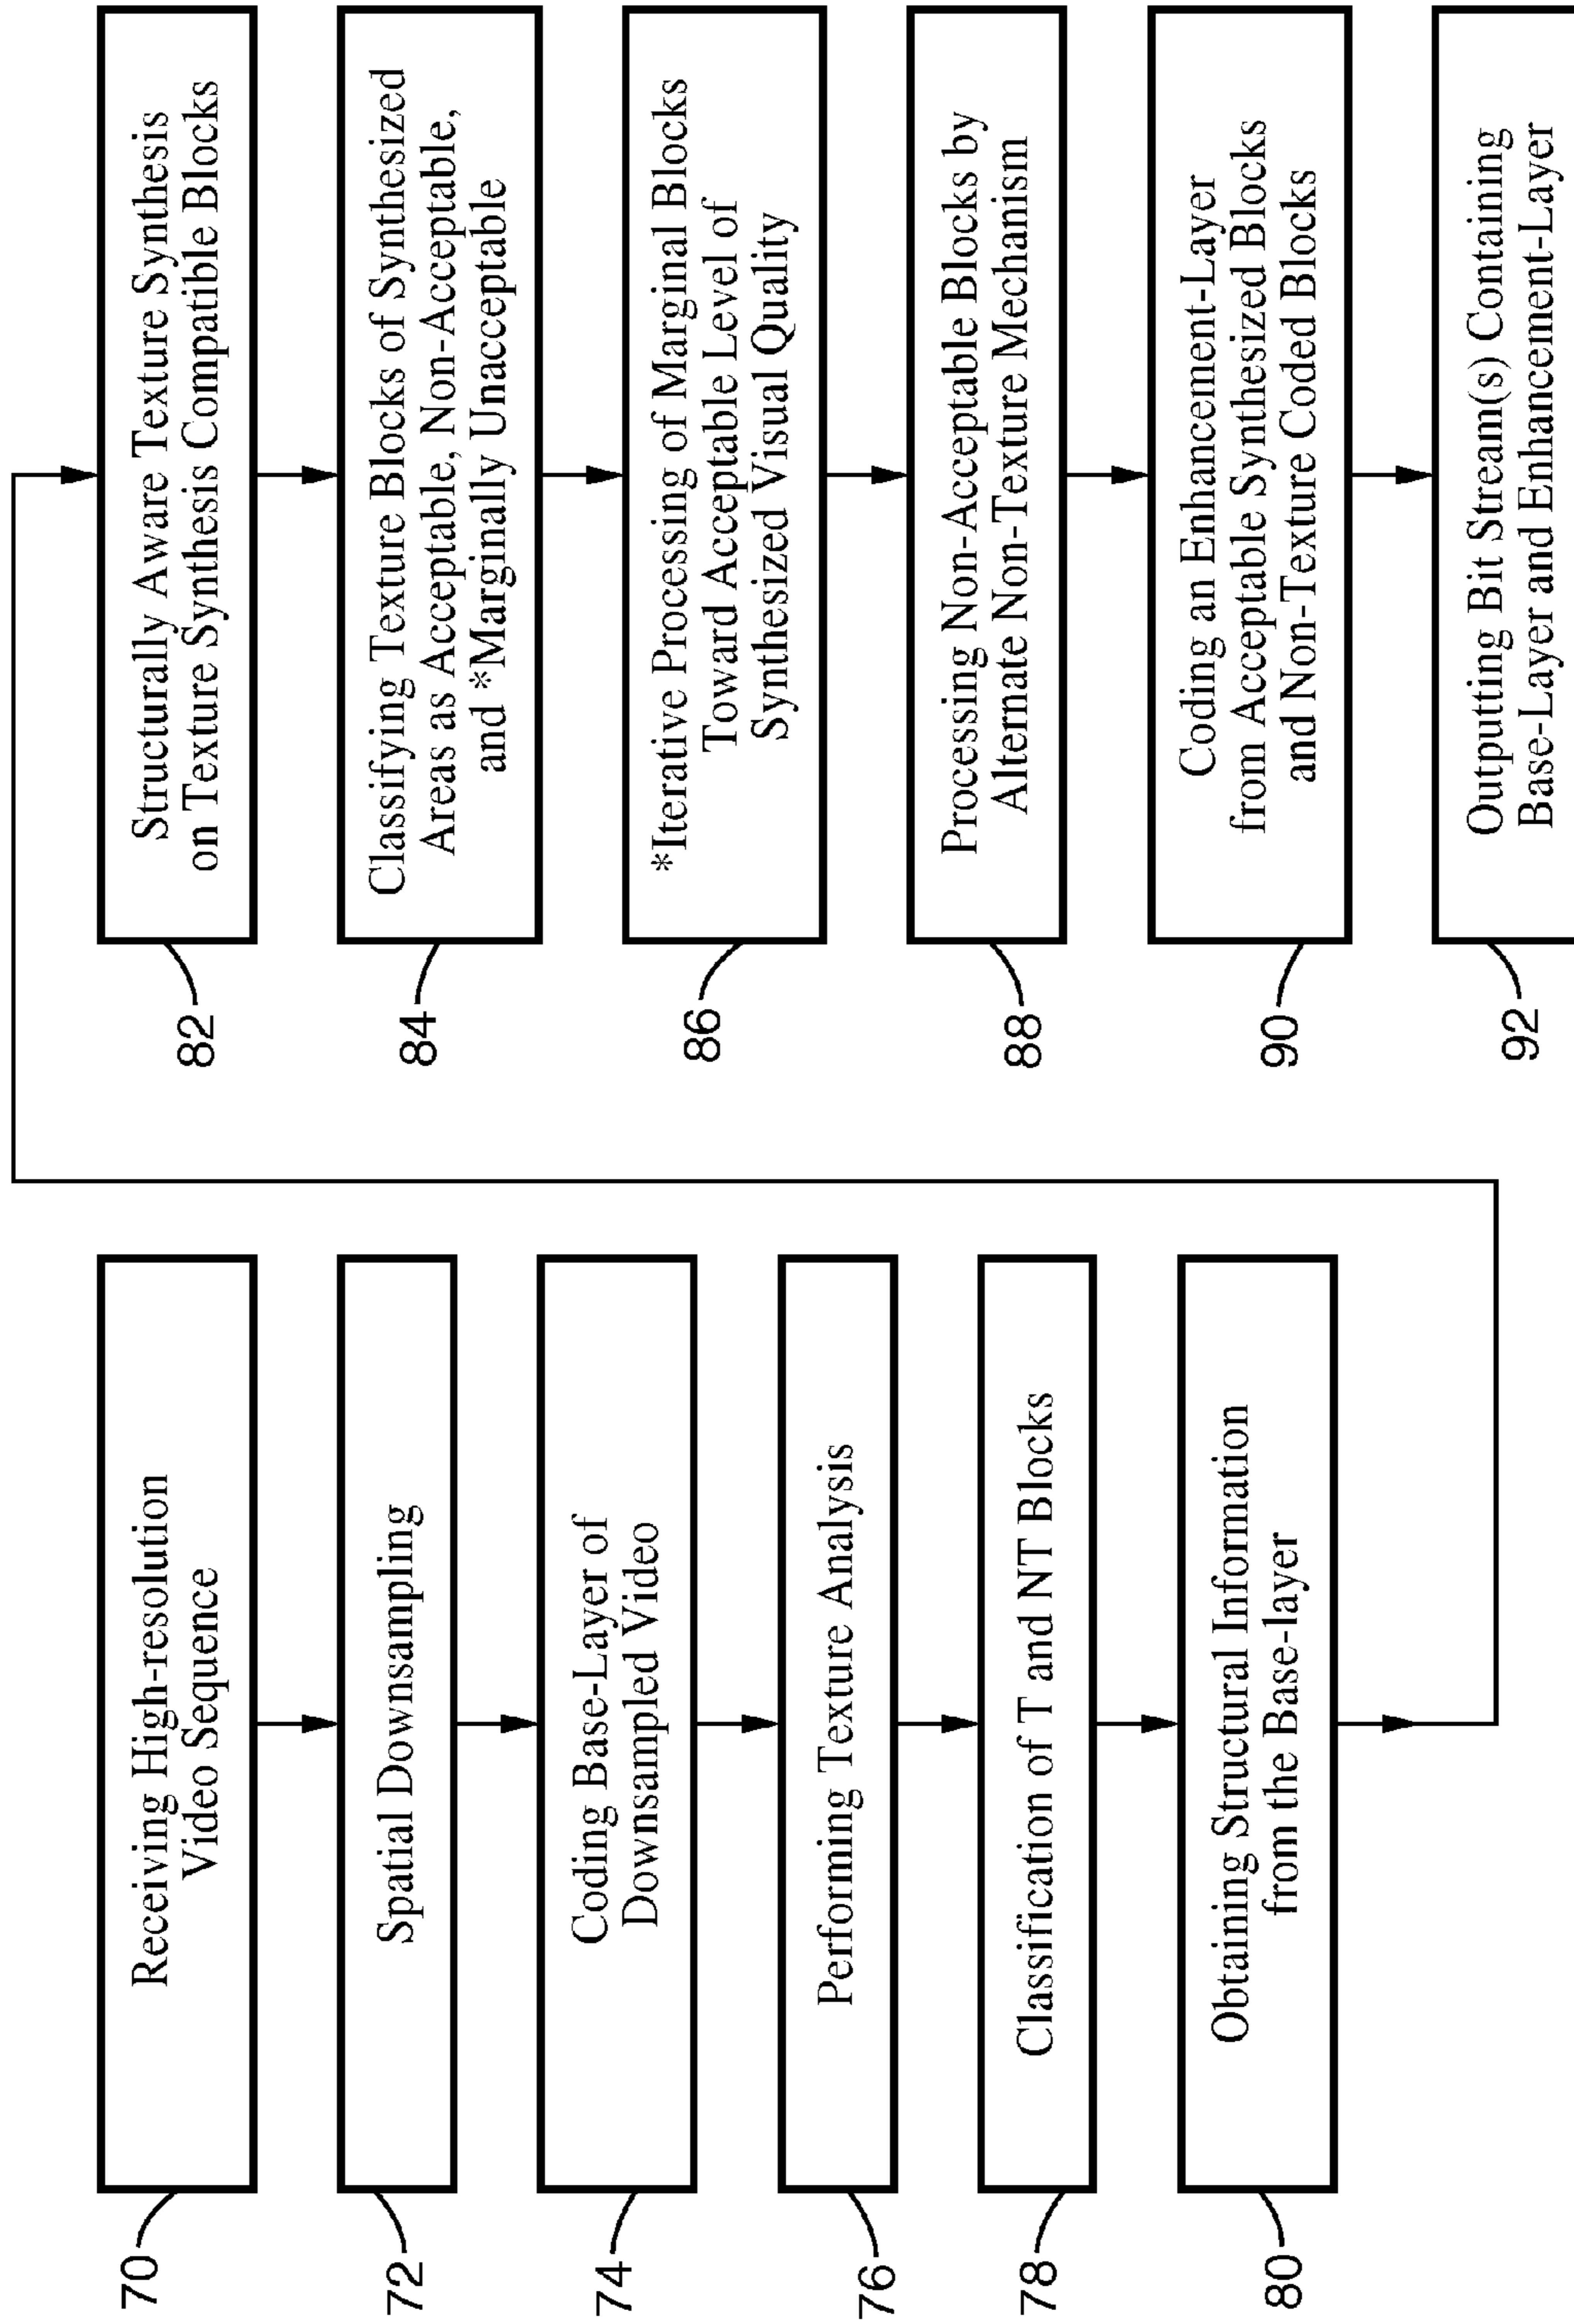 70
Receiving High-resolution
Video Sequence
72
Spatial Downsampling
74
Coding Base-Layer of
Downsampled Video
76
Performing Texture Analysis
78
Classification of T and NT Blocks
80
Obtaining Structural Information
from the Base-layer
82
Structurally Aware Texture Synthesis
on Texture Synthesis Compatible Blocks
84
Classifying Texture Blocks of Synthesized
Areas as Acceptable, Non-Acceptable,
and *Marginally Unacceptable
86
*Iterative Processing of Marginal Blocks
Toward Acceptable Level of
Synthesized Visual Quality
88
Processing Non-Acceptable Blocks by
Alternate Non-Texture Mechanism
90
Coding an Enhancement-Layer
from Acceptable Synthesized Blocks
and Non-Texture Coded Blocks
92
Outputting Bit Stream(s) Containing
Base-Layer and Enhancement-Layer